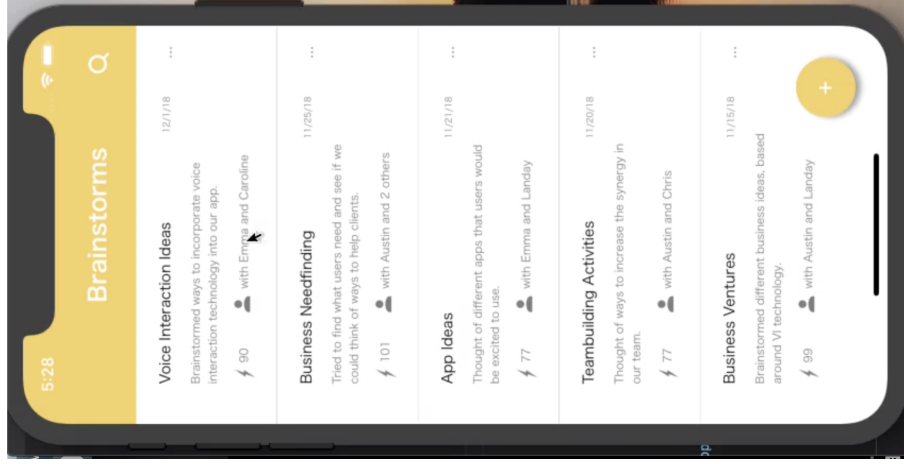 5:28
Brainstorms
Voice Interaction Ideas
12/1/18
...
Brainstormed ways to incorporate voice
interaction technology into our app.
90
with Emma and Caroline
Business Needfinding
11/25/18
...
Tried to find what users need and see if we
could think of ways to help clients.
101
with Austin and 2 others
App Ideas
11/21/18
...
Thought of different apps that users would
be excited to use.
77
with Emma and Landay
Teambuilding Activities
11/20/18
...
Thought of ways to increase the synergy in
our team.
77
with Austin and Chris
Business Ventures
11/15/18
...
Brainstormed different business ideas, based
around VI technology.
99
with Austin and Landay
+